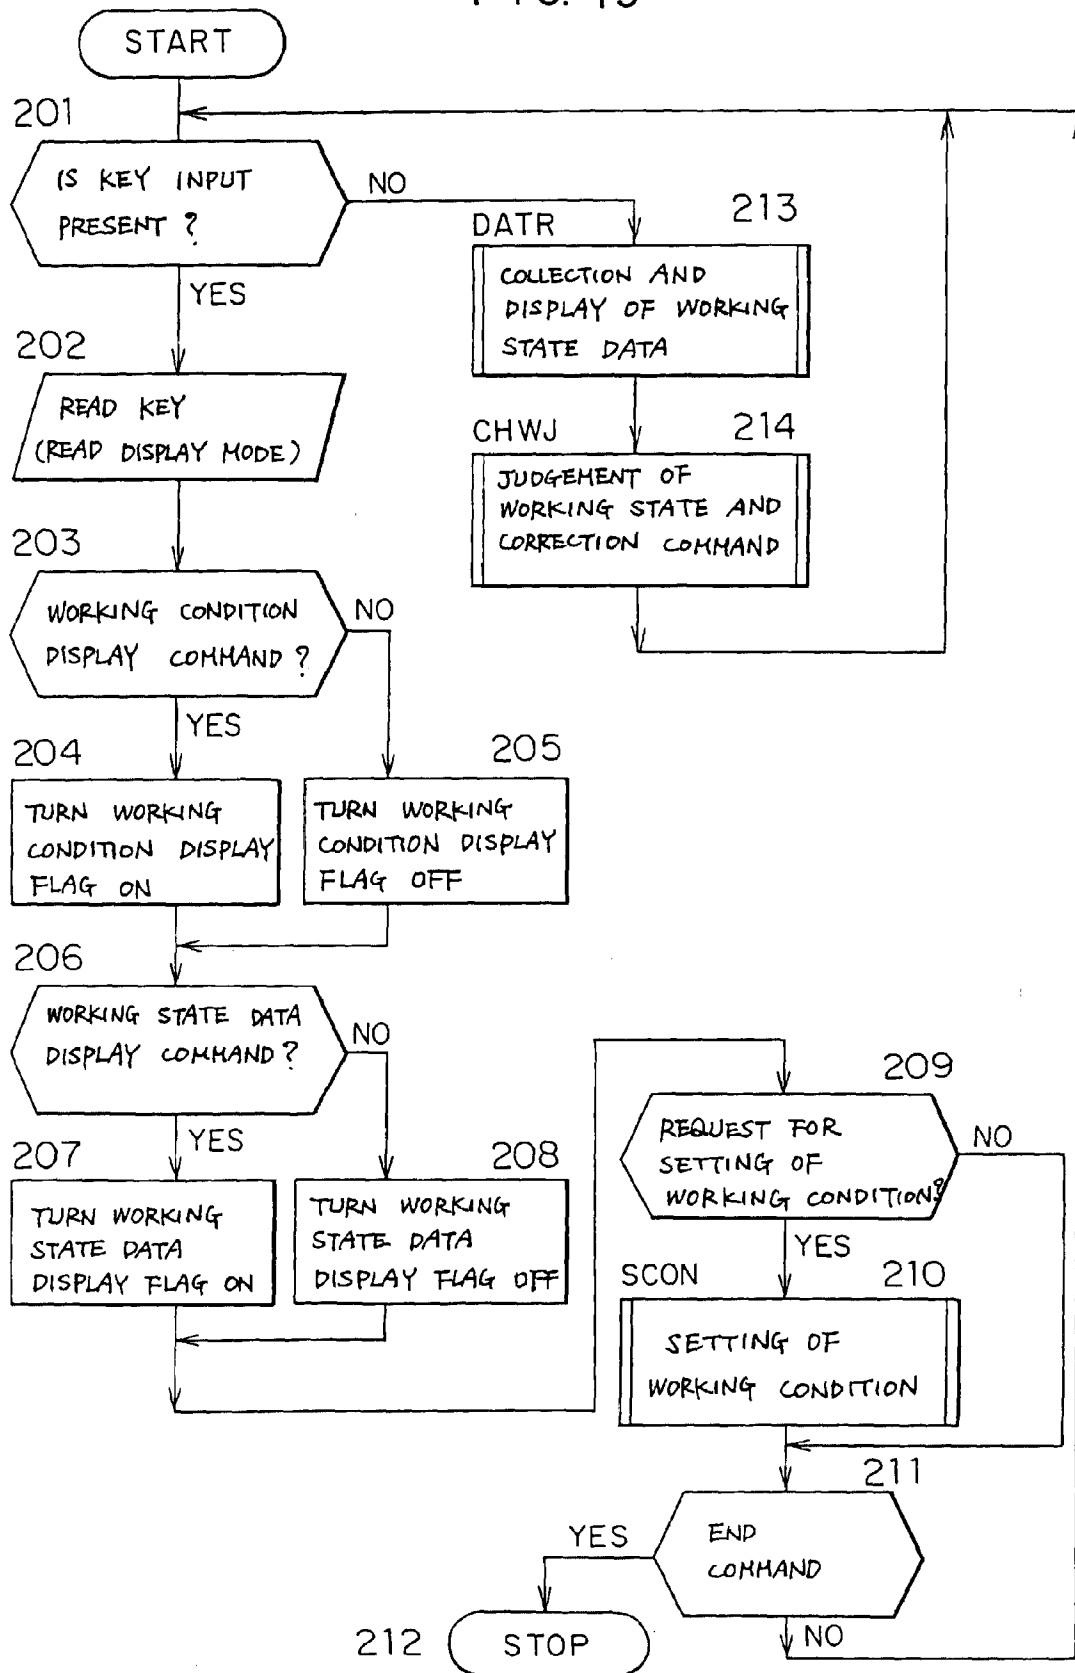 START
201
IS KEY INPUT
PRESENT ?
NO
YES
DATR
213
COLLECTION AND
DISPLAY OF WORKING
STATE DATA
202
READ KEY
(READ DISPLAY MODE)
CHWJ
214
JUDGEMENT OF
WORKING STATE AND
CORRECTION COMMAND
203
WORKING CONDITION
DISPLAY COMMAND ?
NO
YES
204
TURN WORKING
CONDITION DISPLAY
FLAG ON
205
TURN WORKING
CONDITION DISPLAY
FLAG OFF
206
WORKING STATE DATA
DISPLAY COMMAND ?
NO
YES
207
TURN WORKING
STATE DATA
DISPLAY FLAG ON
208
TURN WORKING
STATE DATA
DISPLAY FLAG OFF
209
REQUEST FOR
SETTING OF
WORKING CONDITION?
NO
YES
SCON
210
SETTING OF
WORKING CONDITION
211
END
COMMAND
YES
NO
212
STOP